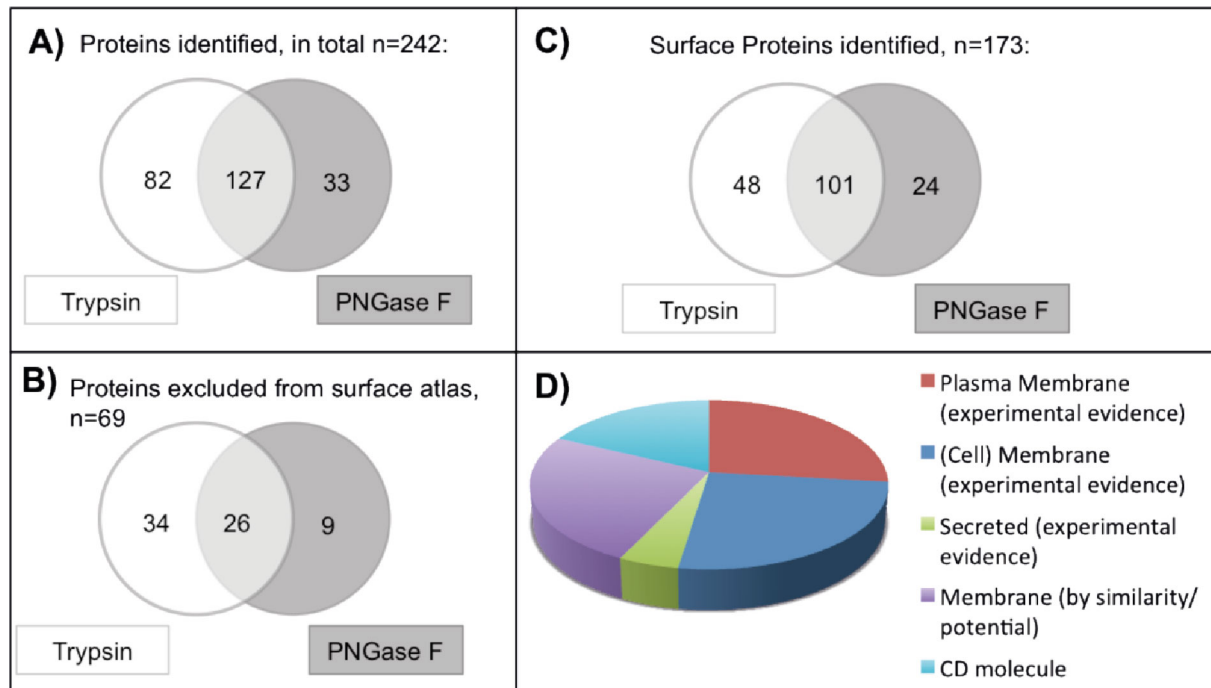 A) Proteins identified, in total n=242:
82 127 33
Trypsin PNGase F
C) Surface Proteins identified, n=173:
48 101 24
Trypsin PNGase F
B) Proteins excluded from surface atlas,
n=69
34 26 9
Trypsin PNGase F
D)
Plasma Membrane
(experimental evidence)
(Cell) Membrane
(experimental evidence)
Secreted (experimental
evidence)
Membrane (by similarity/
potential)
CD molecule